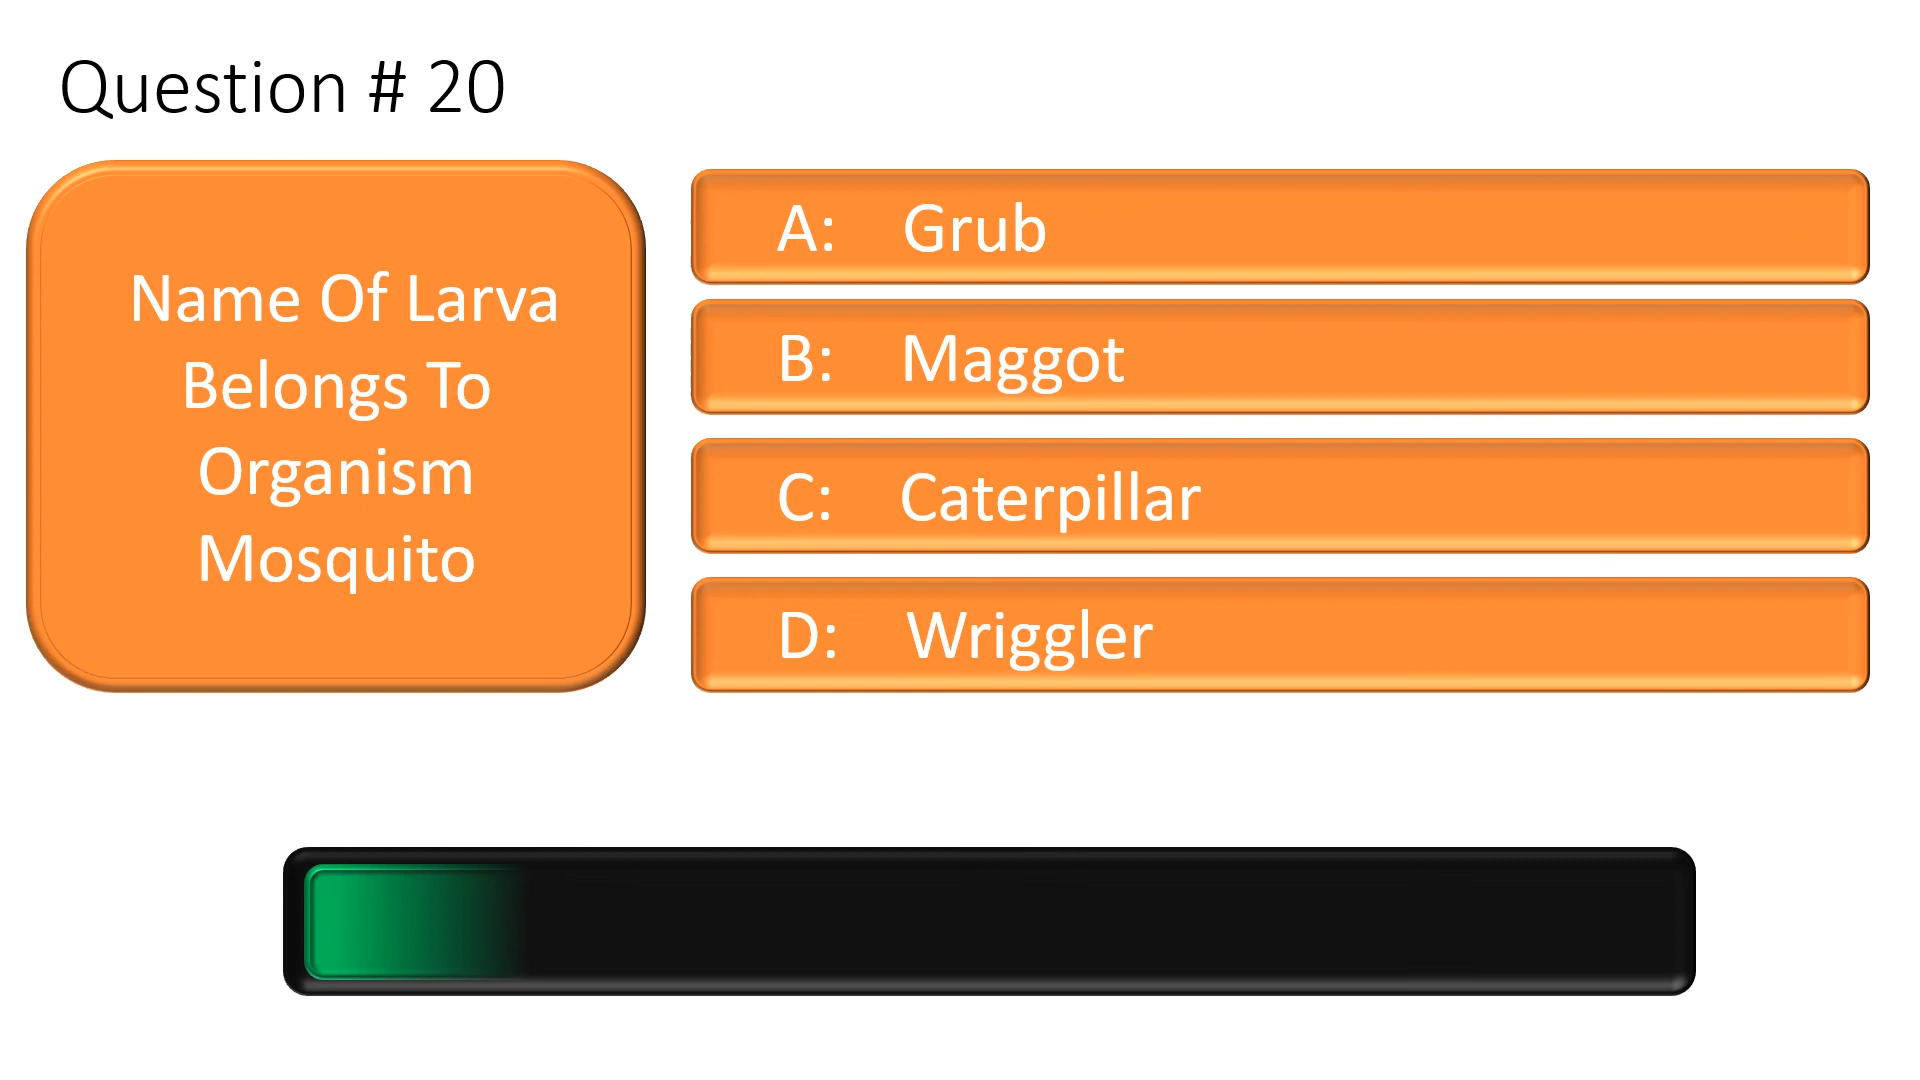 Question # 20
Name Of Larva
Belongs To
Organism
Mosquito
A: Grub
B: Maggot
C: Caterpillar
D: Wriggler